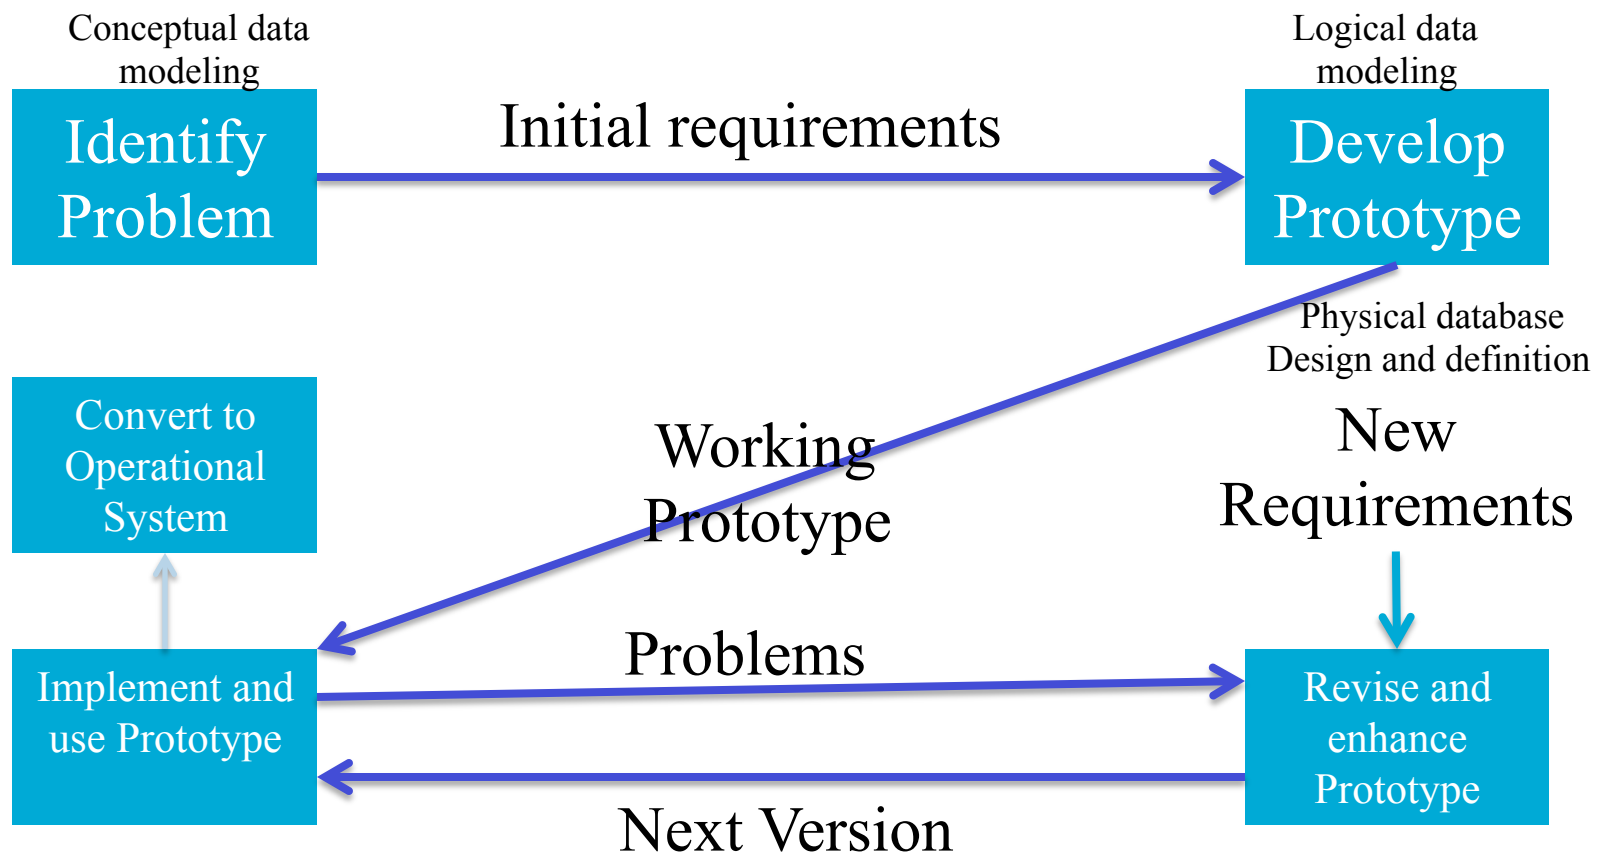 Conceptual data
modeling
Identify
Problem
Initial requirements
Logical data
modeling
Develop
Prototype
Physical database
Design and definition
Convert to
Operational
System
Working
Prototype
New
Requirements
Implement and
use Prototype
Problems
Revise and
enhance
Prototype
Next Version